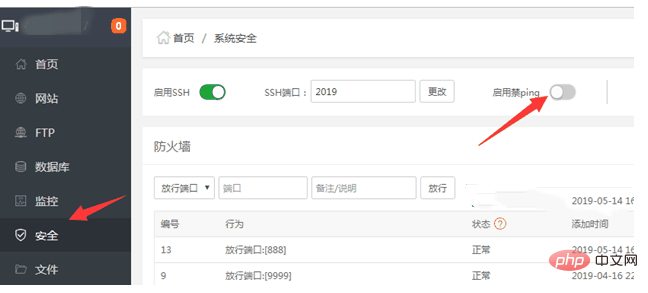 0
首页
网站
FTP
数据库
监控
安全
文件
首页 / 系统安全
启用SSH SSH端口： 2019 更改 启用禁ping
防火墙
放行端口 端口 备注/说明 放行
2019-05-14 16
编号 行为 状态 ? 添加时间
13 放行端口:[888] 正常 2019-05-14 16
9 放行端口:[9999] 正常 2019-04-16 22
php 中文网